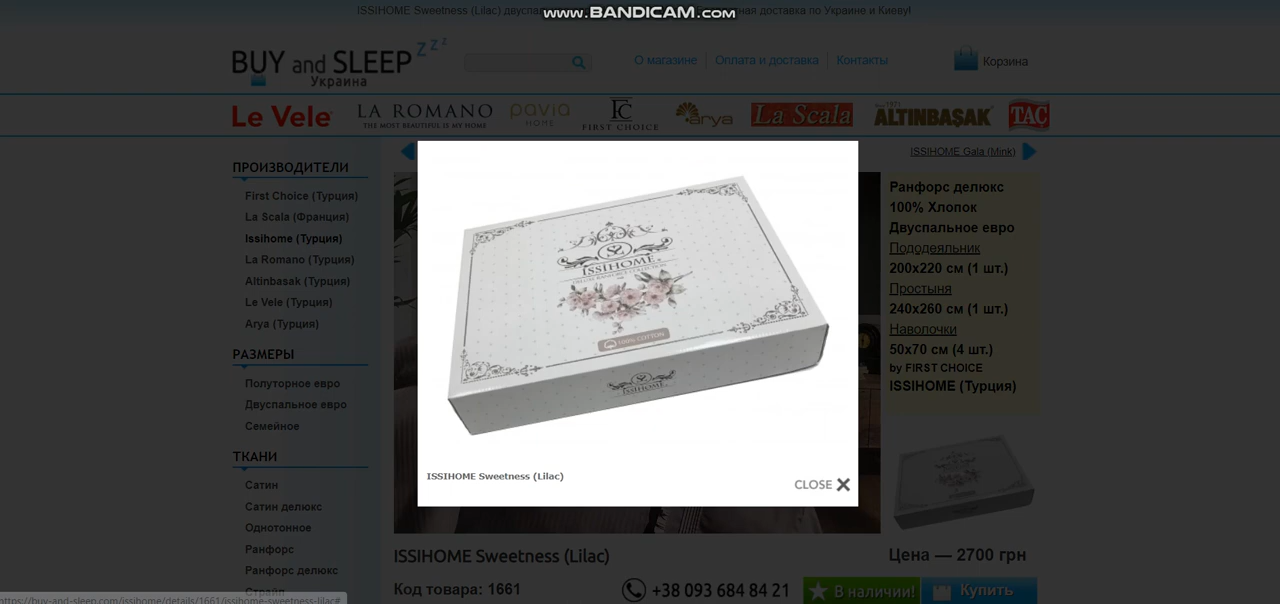 ISSIHOME Sweetness (Lilac) двуспал
www.BANDICAM.com
ная доставка по Украине и Киеву!
BUY and SLEEP z z z
Украина
О магазине
Оплата и доставка
Контакты
Корзина
Le Vele
LA ROMANO
THE MOST BEAUTIFUL IS MY HOME
pavia
HOME
FC
FIRST CHOICE
arya
La Scala
ALTINBAŞAK
TAC
ISSIHOME Gala (Mink)
ПРОИЗВОДИТЕЛИ
First Choice (Турция)
La Scala (Франция)
Issihome (Турция)
La Romano (Турция)
Altinbasak (Турция)
Le Vele (Турция)
Arya (Турция)
РАЗМЕРЫ
Полуторное евро
Двуспальное евро
Семейное
ТКАНИ
Сатин
Сатин делюкс
Однотонное
Ранфорс
Ранфорс делюкс
Страйп
ISSIHOME
DELUXE RANFORCE COLLECTION
100% COTTON
ISSIHOME
ISSIHOME Sweetness (Lilac)
CLOSE
Ранфорс делюкс
100% Хлопок
Двуспальное евро
Пододеяльник
200x220 см (1 шт.)
Простыня
240x260 см (1 шт.)
Наволочки
50x70 см (4 шт.)
by FIRST CHOICE
ISSIHOME (Турция)
ISSIHOME Sweetness (Lilac)
Цена — 2700 грн
Код товара: 1661
+38 093 684 84 21
В наличии!
Купить
https://buy-and-sleep.com/issihome/details/1661/issihome-sweetness-lilac#